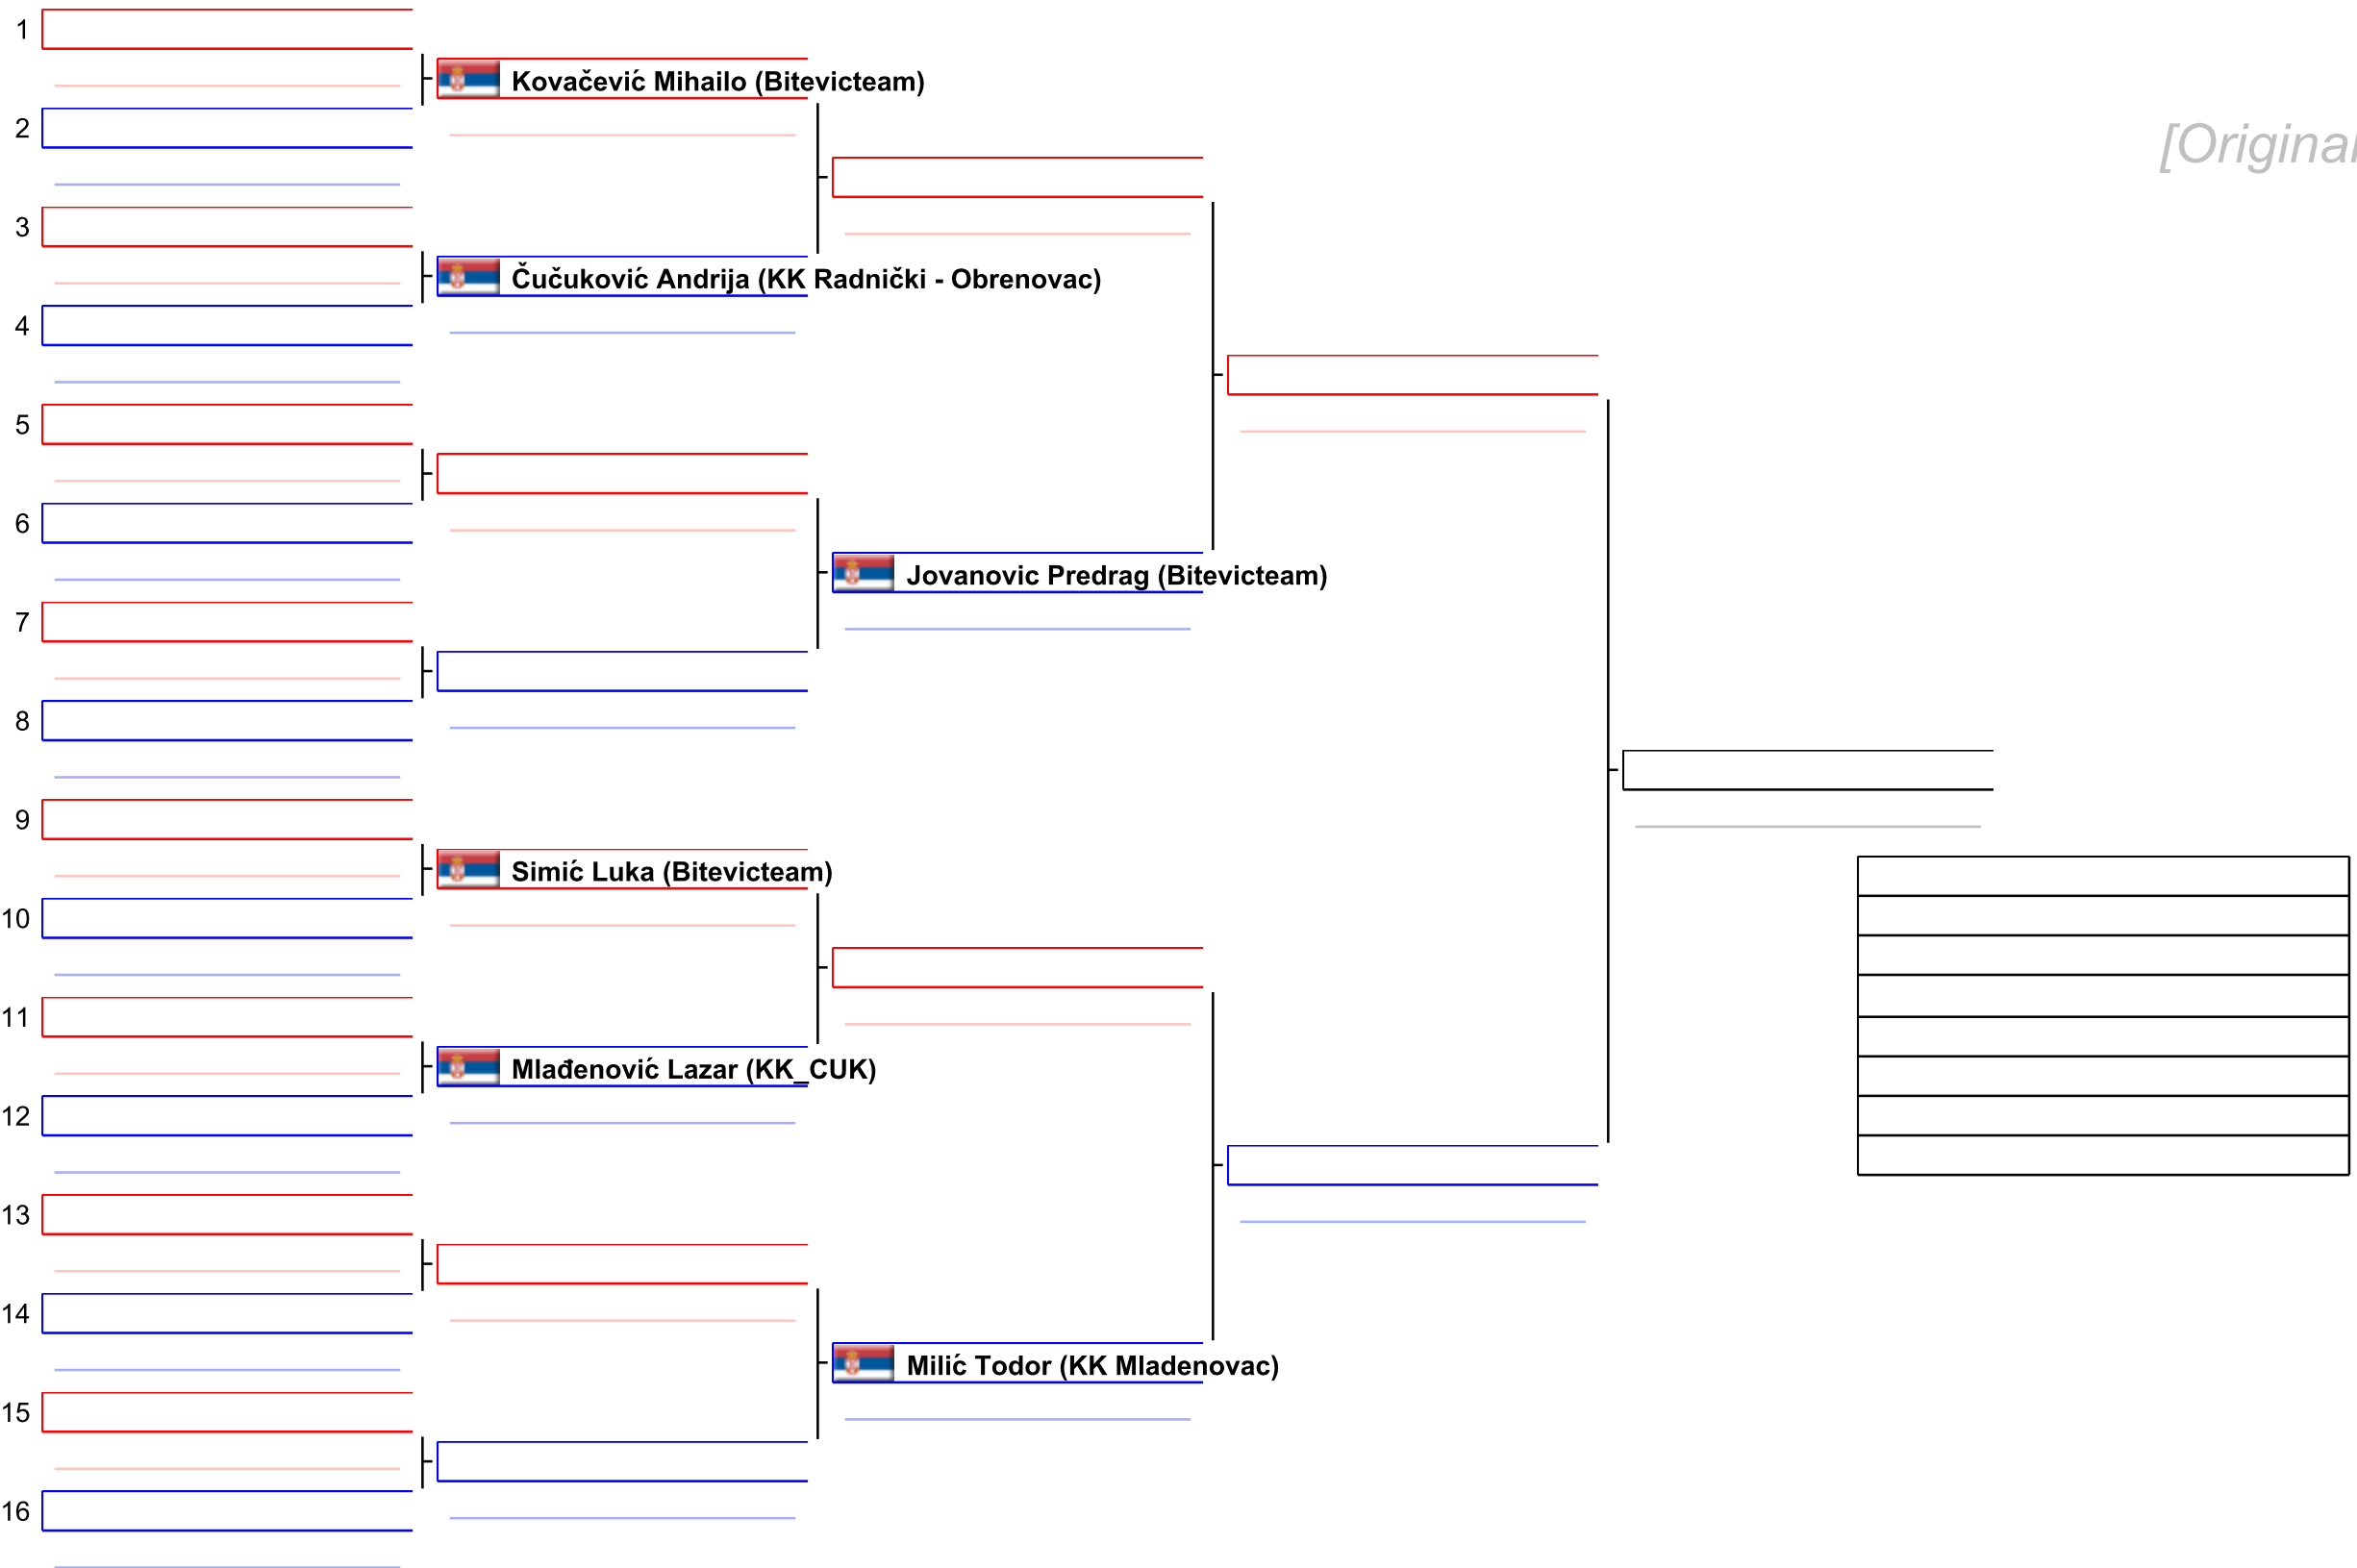 1
Kovačević Mihailo (Bitevicteam)
2
[Original
3
Čučuković Andrija (KK Radnički - Obrenovac)
4
5
6
Jovanovic Predrag (Bitevicteam)
7
8
9
Simić Luka (Bitevicteam)
10
11
Mlađenović Lazar (KK_CUK)
12
13
14
Milić Todor (KK Mladenovac)
15
16